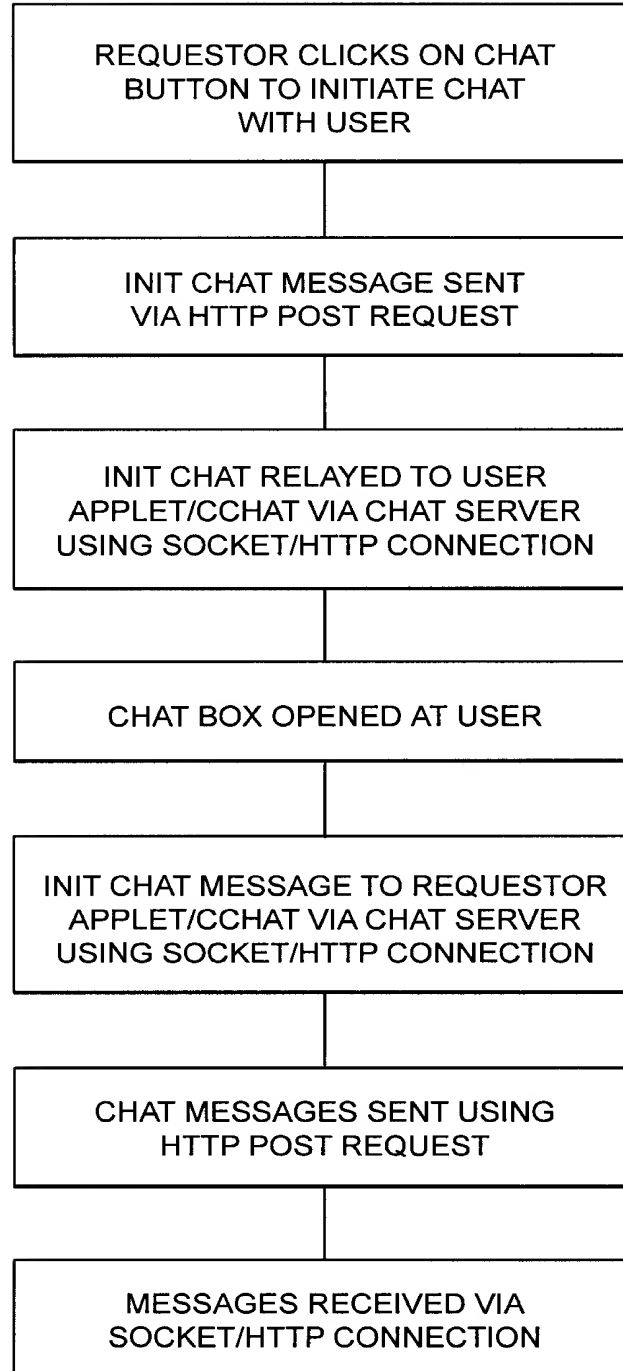 REQUESTOR CLICKS ON CHAT
BUTTON TO INITIATE CHAT
WITH USER
INIT CHAT MESSAGE SENT
VIA HTTP POST REQUEST
INIT CHAT RELAYED TO USER
APPLET/CCHAT VIA CHAT SERVER
USING SOCKET/HTTP CONNECTION
CHAT BOX OPENED AT USER
INIT CHAT MESSAGE TO REQUESTOR
APPLET/CCHAT VIA CHAT SERVER
USING SOCKET/HTTP CONNECTION
CHAT MESSAGES SENT USING
HTTP POST REQUEST
MESSAGES RECEIVED VIA
SOCKET/HTTP CONNECTION